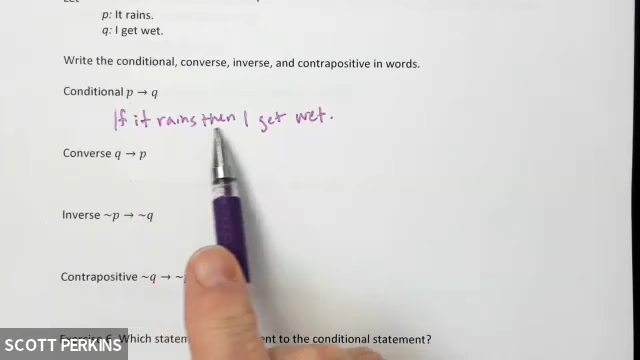 p: It rains.
q: I get wet.
Write the conditional, converse, inverse, and contrapositive in words.
Conditional p → q
If it rains then I get wet.
Converse q → p
Inverse ~p → ~q
Contrapositive ~q → ~
Which statem ent to the conditional statement?
SCOTT PERKINS